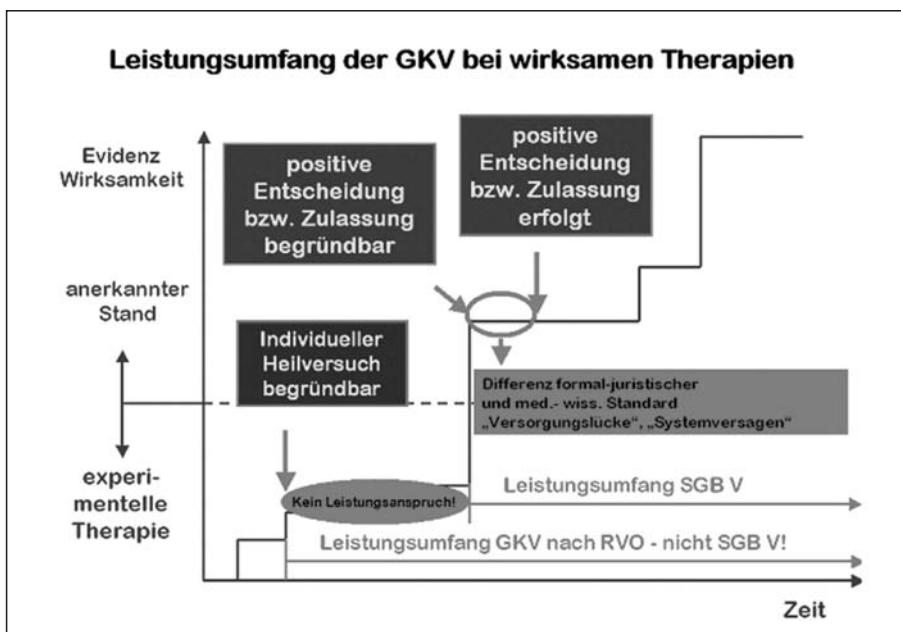 Leistungsumfang der GKV bei wirksamen Therapien
Evidenz
Wirksamkeit
positive
Entscheidung
bzw. Zulassung
begründbar
positive
Entscheidung
bzw. Zulassung
erfolgt
anerkannter
Stand
Individueller
Heilversuch
begründbar
Differenz formal-juristischer
und med.- wiss. Standard
„Versorgungslücke“, „Systemversagen“
experi-
mentelle
Therapie
Kein Leistungsanspruch!
Leistungsumfang SGB V
Leistungsumfang GKV nach RVO - nicht SGB V!
Zeit